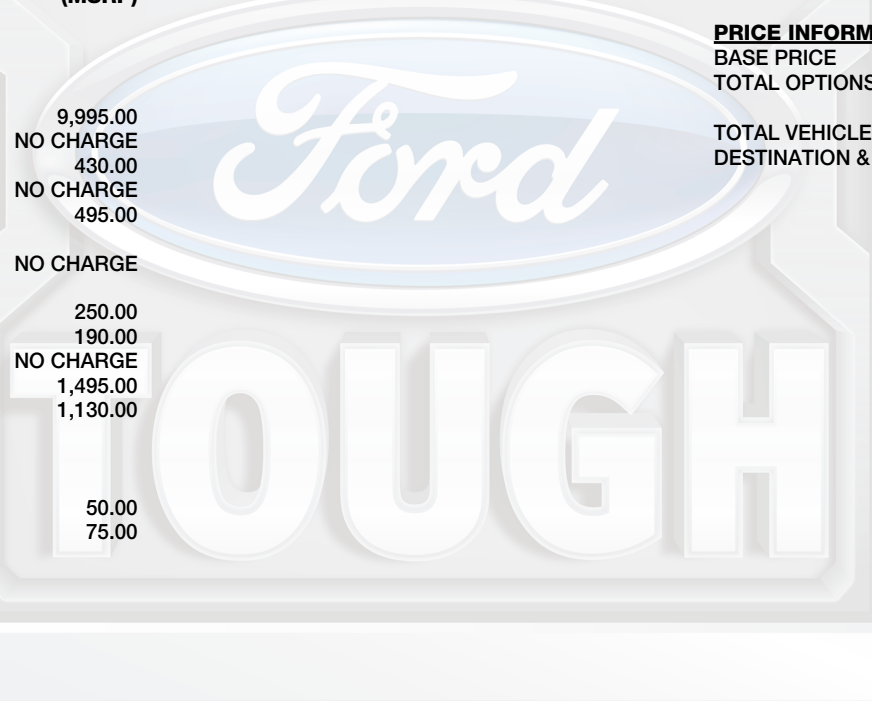 (MSRP)
9,995.00
NO CHARGE
430.00
NO CHARGE
495.00
NO CHARGE
250.00
190.00
NO CHARGE
1,495.00
1,130.00
50.00
75.00
PRICE INFORM
BASE PRICE
TOTAL OPTIONS
TOTAL VEHICLE
DESTINATION &
Ford
TOUGH